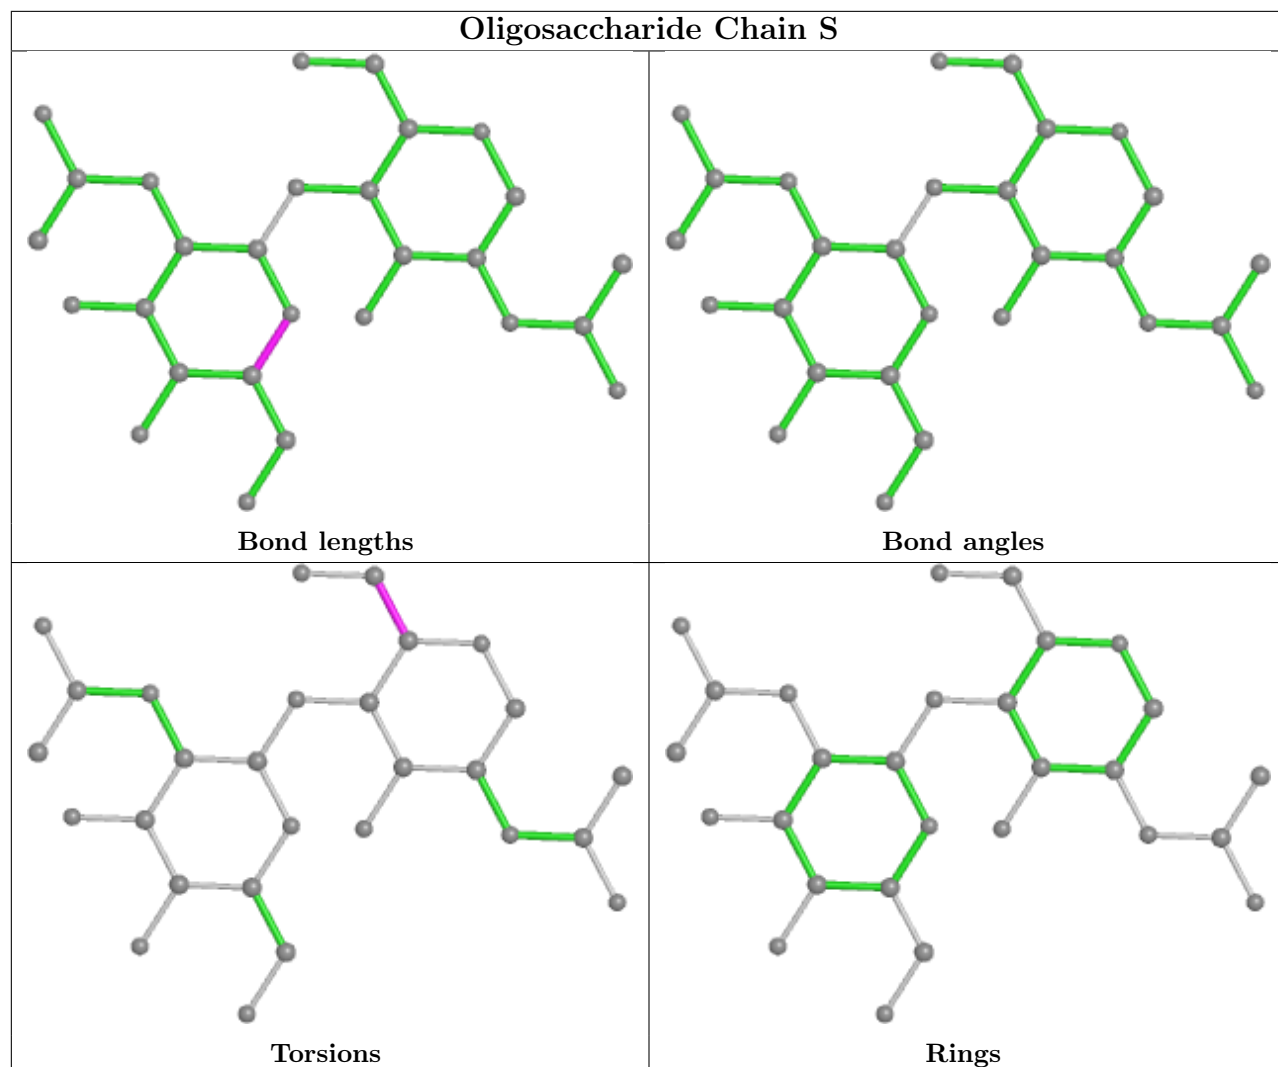 Oligosaccharide Chain S
Bond lengths
Bond angles
Torsions
Rings